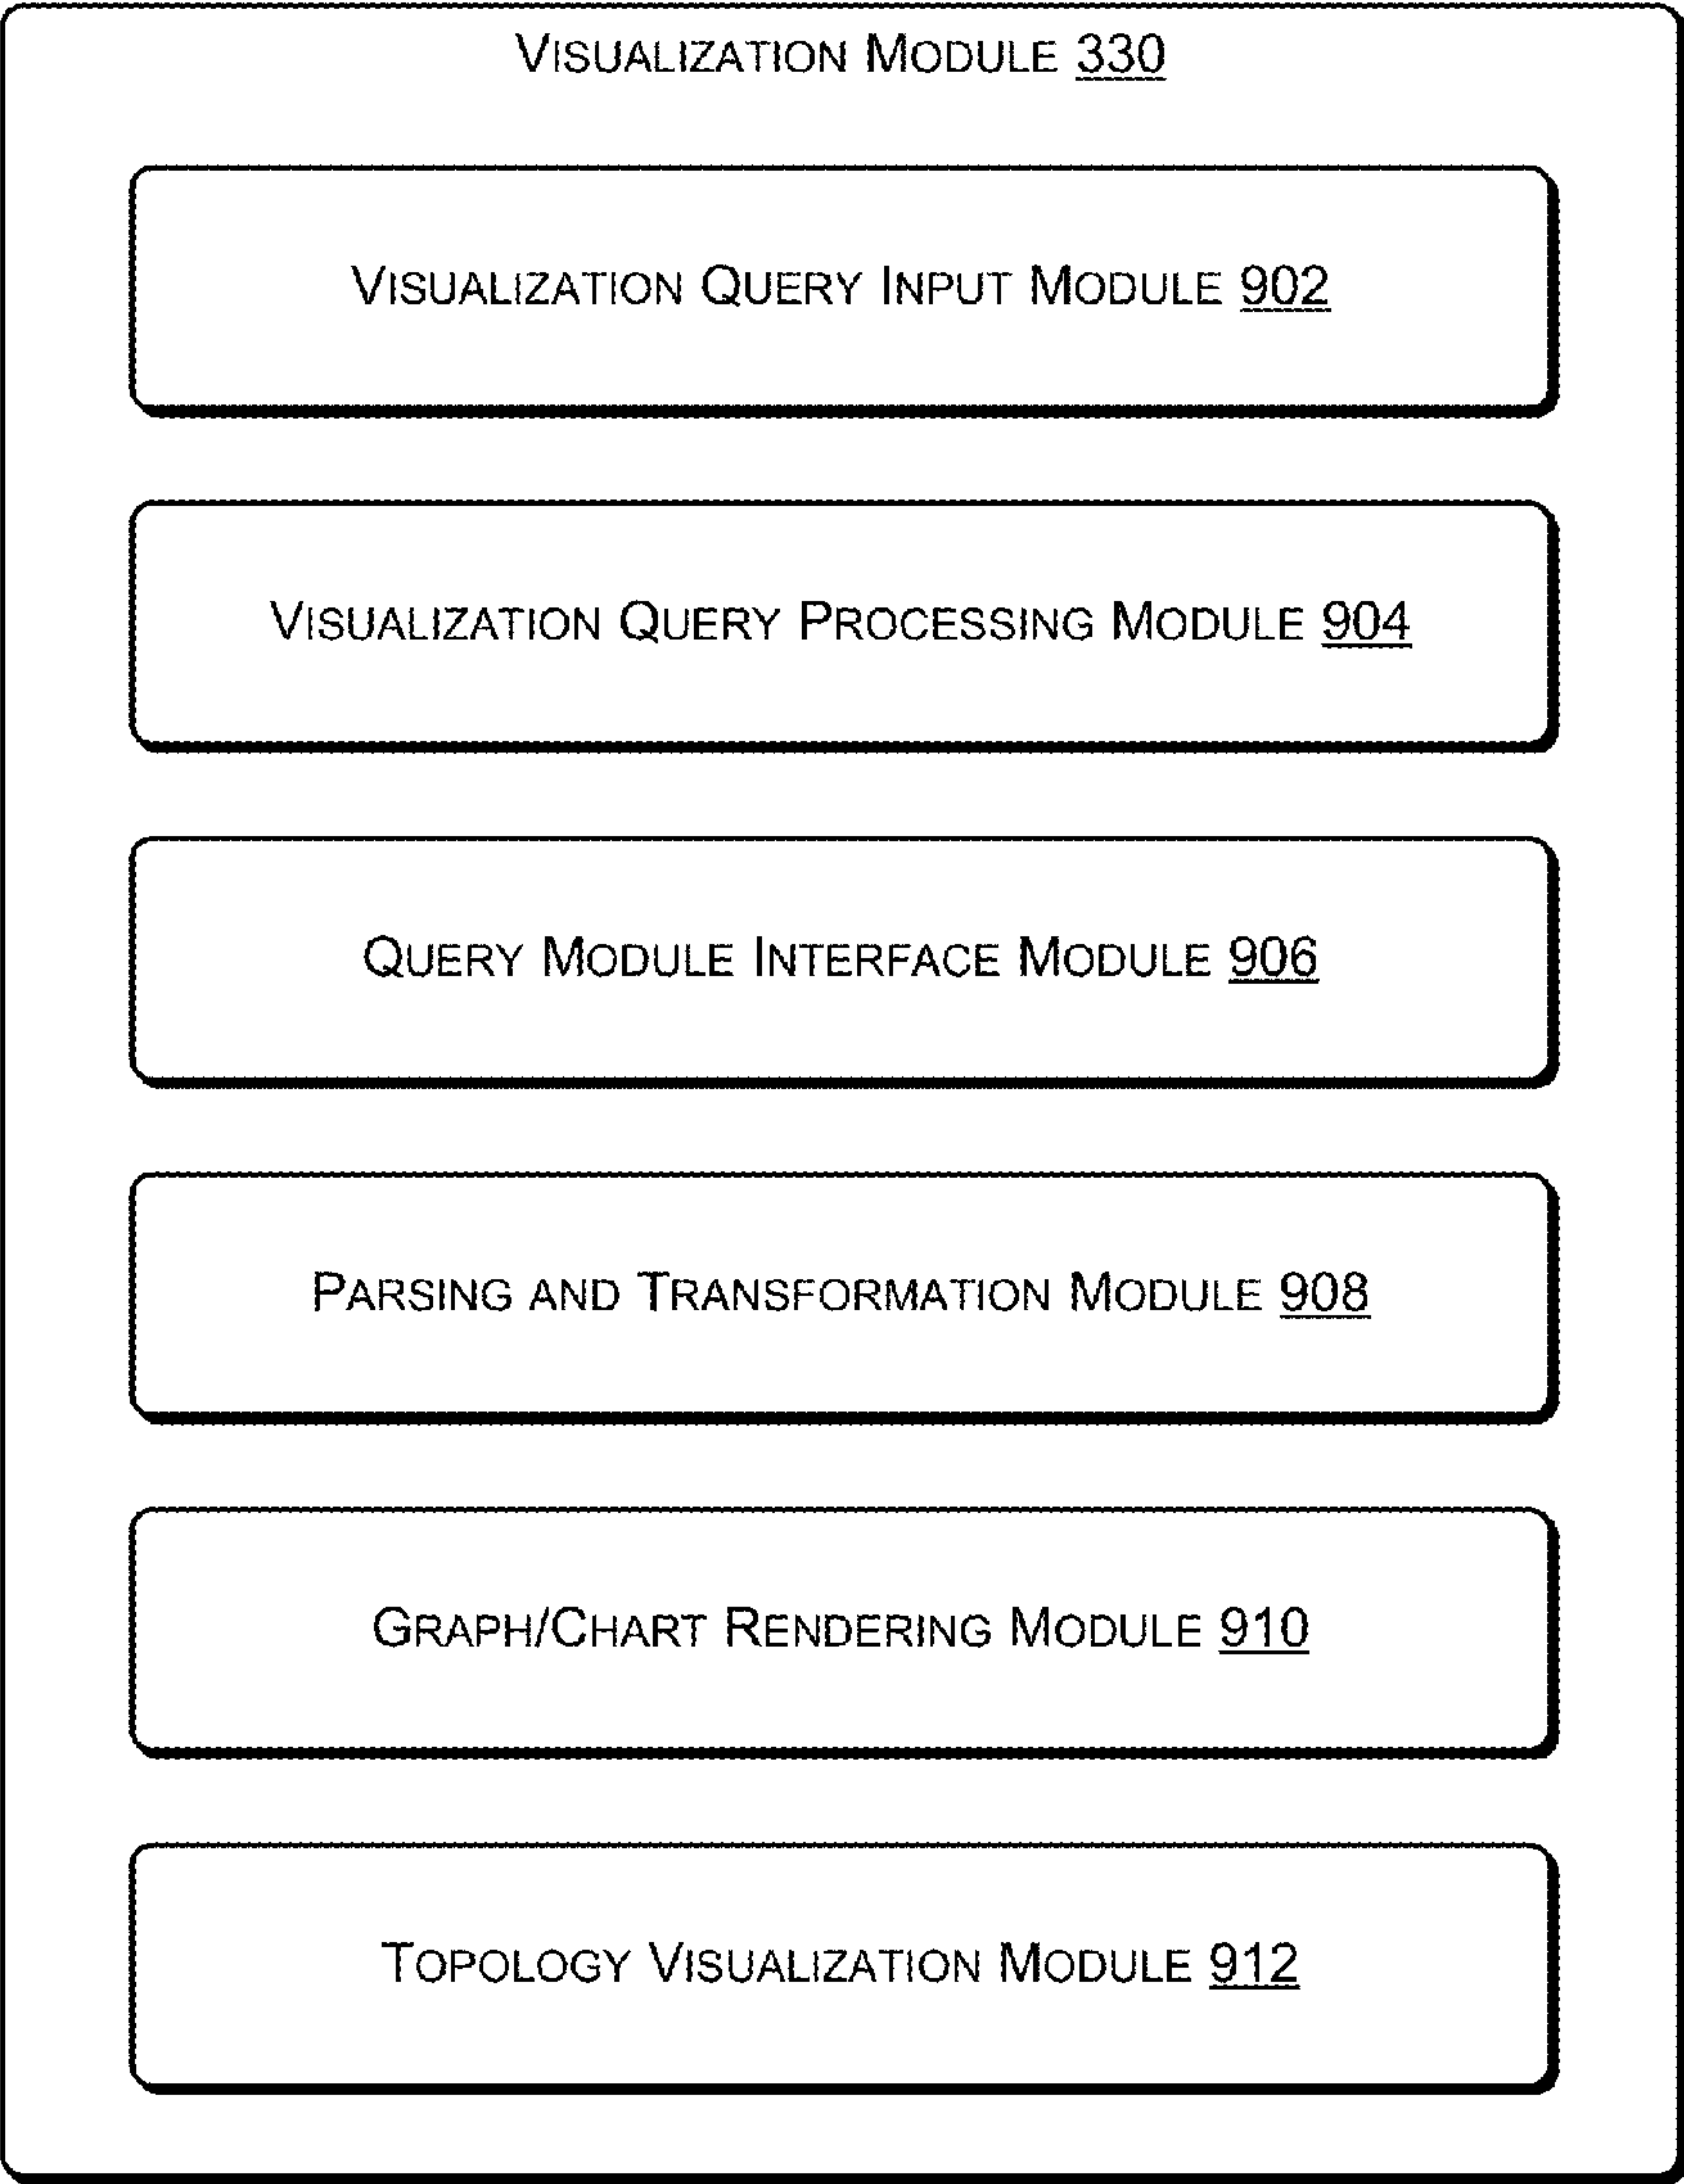 VISUALIZATION MODULE 330
VISUALIZATION QUERY INPUT MODULE 902
VISUALIZATION QUERY PROCESSING MODULE 904
QUERY MODULE INTERFACE MODULE 906
PARSING AND TRANSFORMATION MODULE 908
GRAPH/CHART RENDERING MODULE 910
TOPOLOGY VISUALIZATION MODULE 912